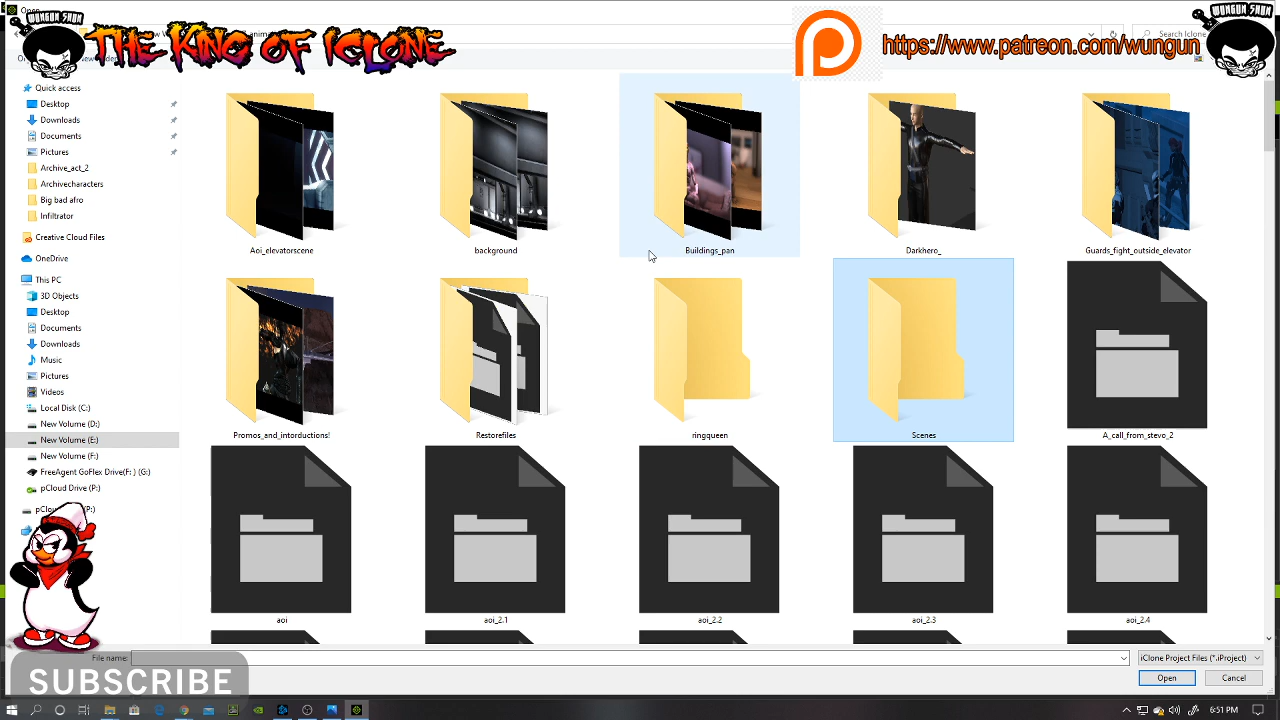 Open
WUNGUN SHUN
THE KING OF ICLONE
https://www.patreon.com/wungun
WUNGUN SHUN
Search Iclone
Quick access
Desktop
Downloads
Documents
Pictures
Archive_act_2
Archivecharacters
Big bad afro
Infiltrator
Creative Cloud Files
OneDrive
This PC
3D Objects
Desktop
Documents
Downloads
Music
Pictures
Videos
Local Disk (C:)
New Volume (D:)
New Volume (E:)
New Volume (F:)
FreeAgent GoFlex Drive(F: ) (G:)
pCloud Drive (P:)
Aoi_elevatorscene
background
Buildings_pan
Darkhero_
Guards_fight_outside_elevator
Promos_and_intorductions!
Restorefiles
ringqueen
Scenes
A_call_from_stevo_2
aoi
aoi_2.1
aoi_2.2
aoi_2.3
aoi_2.4
File name:
iClone Project Files (*.iProject)
Open
Cancel
SUBSCRIBE
6:51 PM